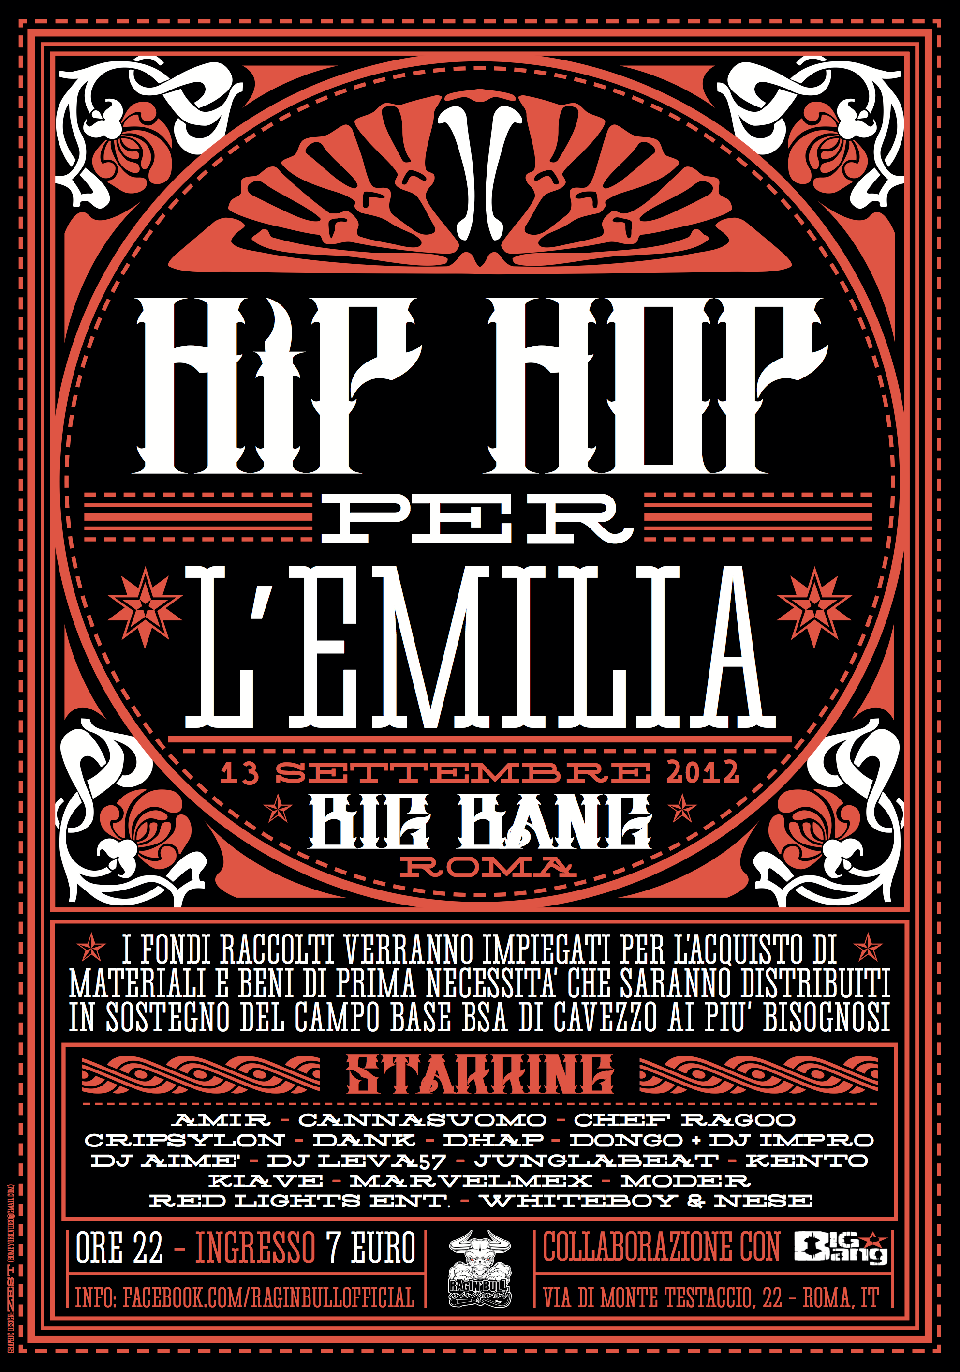 HIP HOP
PER
L'EMILIA
13 SETTEMBRE 2012
BIG BANG
ROMA
I FONDI RACCOLTI VERRANNO IMPIEGATI PER L'ACQUISTO DI
MATERIALI E BENI DI PRIMA NECESSITA' CHE SARANNO DISTRIBUITI
IN SOSTEGNO DEL CAMPO BASE BSA DI CAVEZZO AI PIU' BISOGNOSI
STARRING
AMIR - CANNASUOMO - CHEF RAGOO
CRIPSYLON - DANK - DHAP - DONGO + DJ IMPRO
DJ AIME' - DJ LEVA57 - JUNGLABEAT - KENTO
KIAVE - MARVELMEX - MODER
RED LIGHTS ENT. - WHITEBOY & NESE
ORE 22 - INGRESSO 7 EURO
INFO: FACEBOOK.COM/RAGINBULLOFFICIAL
RAGIN'BULL
COLLABORAZIONE CON BIG Bang
VIA DI MONTE TESTACCIO, 22 - ROMA, IT